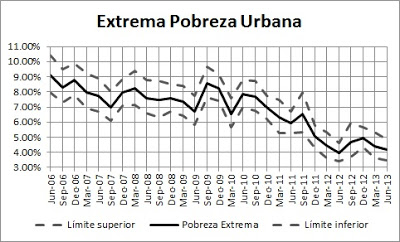 Extrema Pobreza Urbana
11.00%
10.00%
9.00%
8.00%
7.00%
6.00%
5.00%
4.00%
3.00%
Jun-06
Sep-06
Dec-06
Mar-07
Jun-07
Sep-07
Dec-07
Mar-08
Jun-08
Sep-08
Dec-08
Mar-09
Jun-09
Sep-09
Dec-09
Mar-10
Jun-10
Sep-10
Dec-10
Mar-11
Jun-11
Sep-11
Dec-11
Mar-12
Jun-12
Sep-12
Dec-12
Mar-13
Jun-13
Límite superior Pobreza Extrema Límite inferior